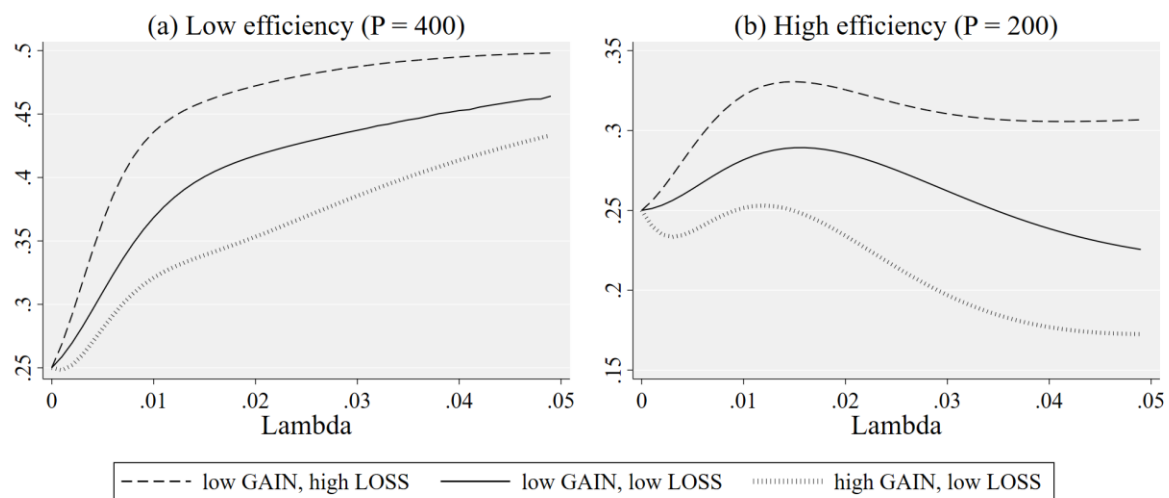 (a) Low efficiency (P = 400)
.5
.45
.4
.35
.3
.25
0 .01 .02 .03 .04 .05
Lambda
(b) High efficiency (P = 200)
.35
.3
.25
.2
.15
0 .01 .02 .03 .04 .05
Lambda
low GAIN, high LOSS low GAIN, low LOSS high GAIN, low LOSS